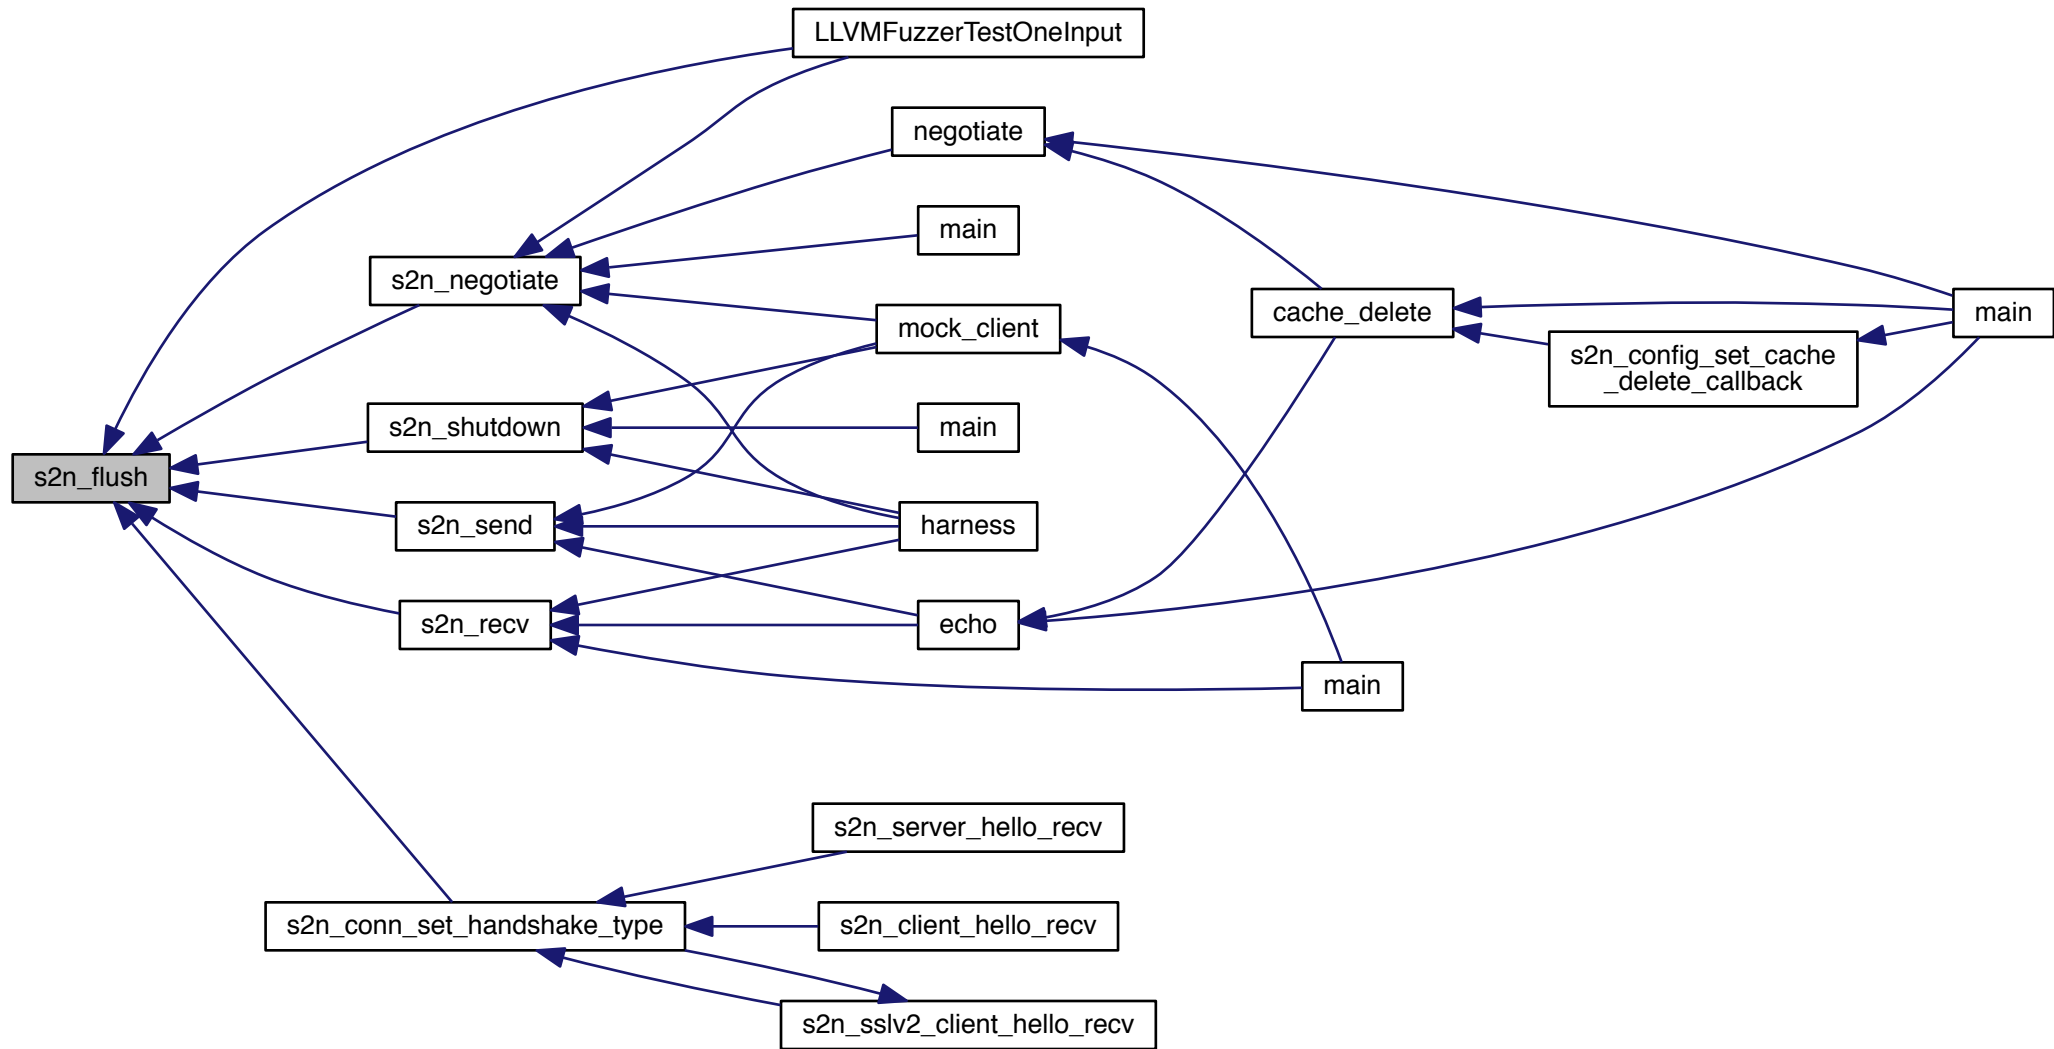 LLVMFuzzerTestOneInput
negotiate
main
s2n_negotiate
mock_client
cache_delete
main
s2n_config_set_cache
_delete_callback
s2n_shutdown
main
s2n_flush
s2n_send
harness
s2n_recv
echo
main
s2n_server_hello_recv
s2n_conn_set_handshake_type
s2n_client_hello_recv
s2n_sslv2_client_hello_recv